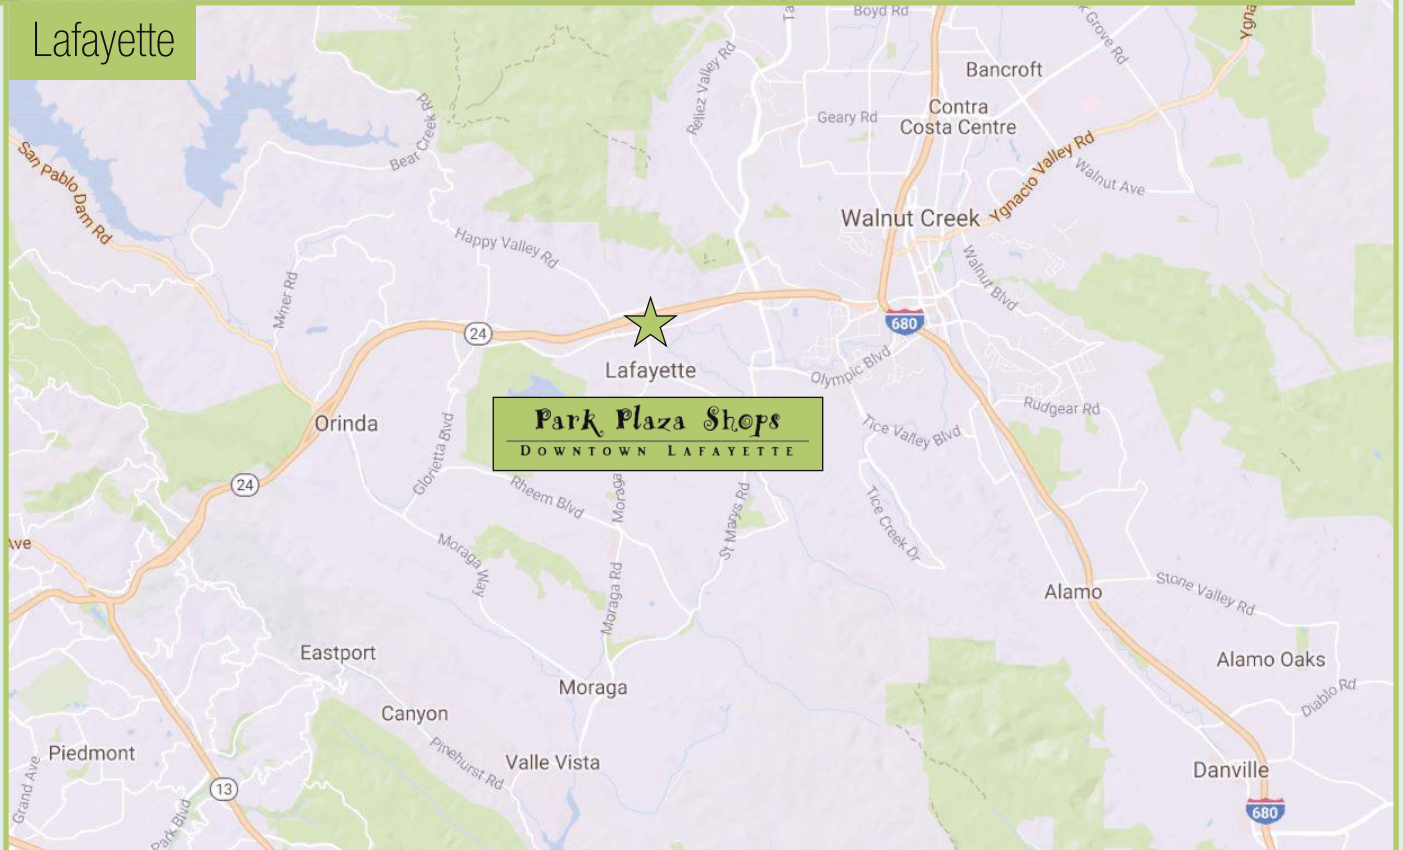 Lafayette
Boyd Rd
Bancroft
Reliez Valley Rd
Geary Rd
Contra
Costa Centre
Bear Creek Rd
San Pablo Dam Rd
Ygnacio Valley Rd
Walnut Ave
Walnut Creek
Happy Valley Rd
Walnut Blvd
Miner Rd
24
680
Lafayette
Olympic Blvd
Orinda
Park Plaza Shops
Downtown Lafayette
Rudgear Rd
Tice Valley Blvd
Glorietta Blvd
24
Rheem Blvd
Moraga
St Marys Rd
Tice Creek Dr
Ave
Moraga Way
Moraga Rd
Alamo
Stone Valley Rd
Eastport
Alamo Oaks
Moraga
Diablo Rd
Canyon
Piedmont
Pinehurst Rd
Valle Vista
Danville
Grand Ave
13
Park Blvd
680